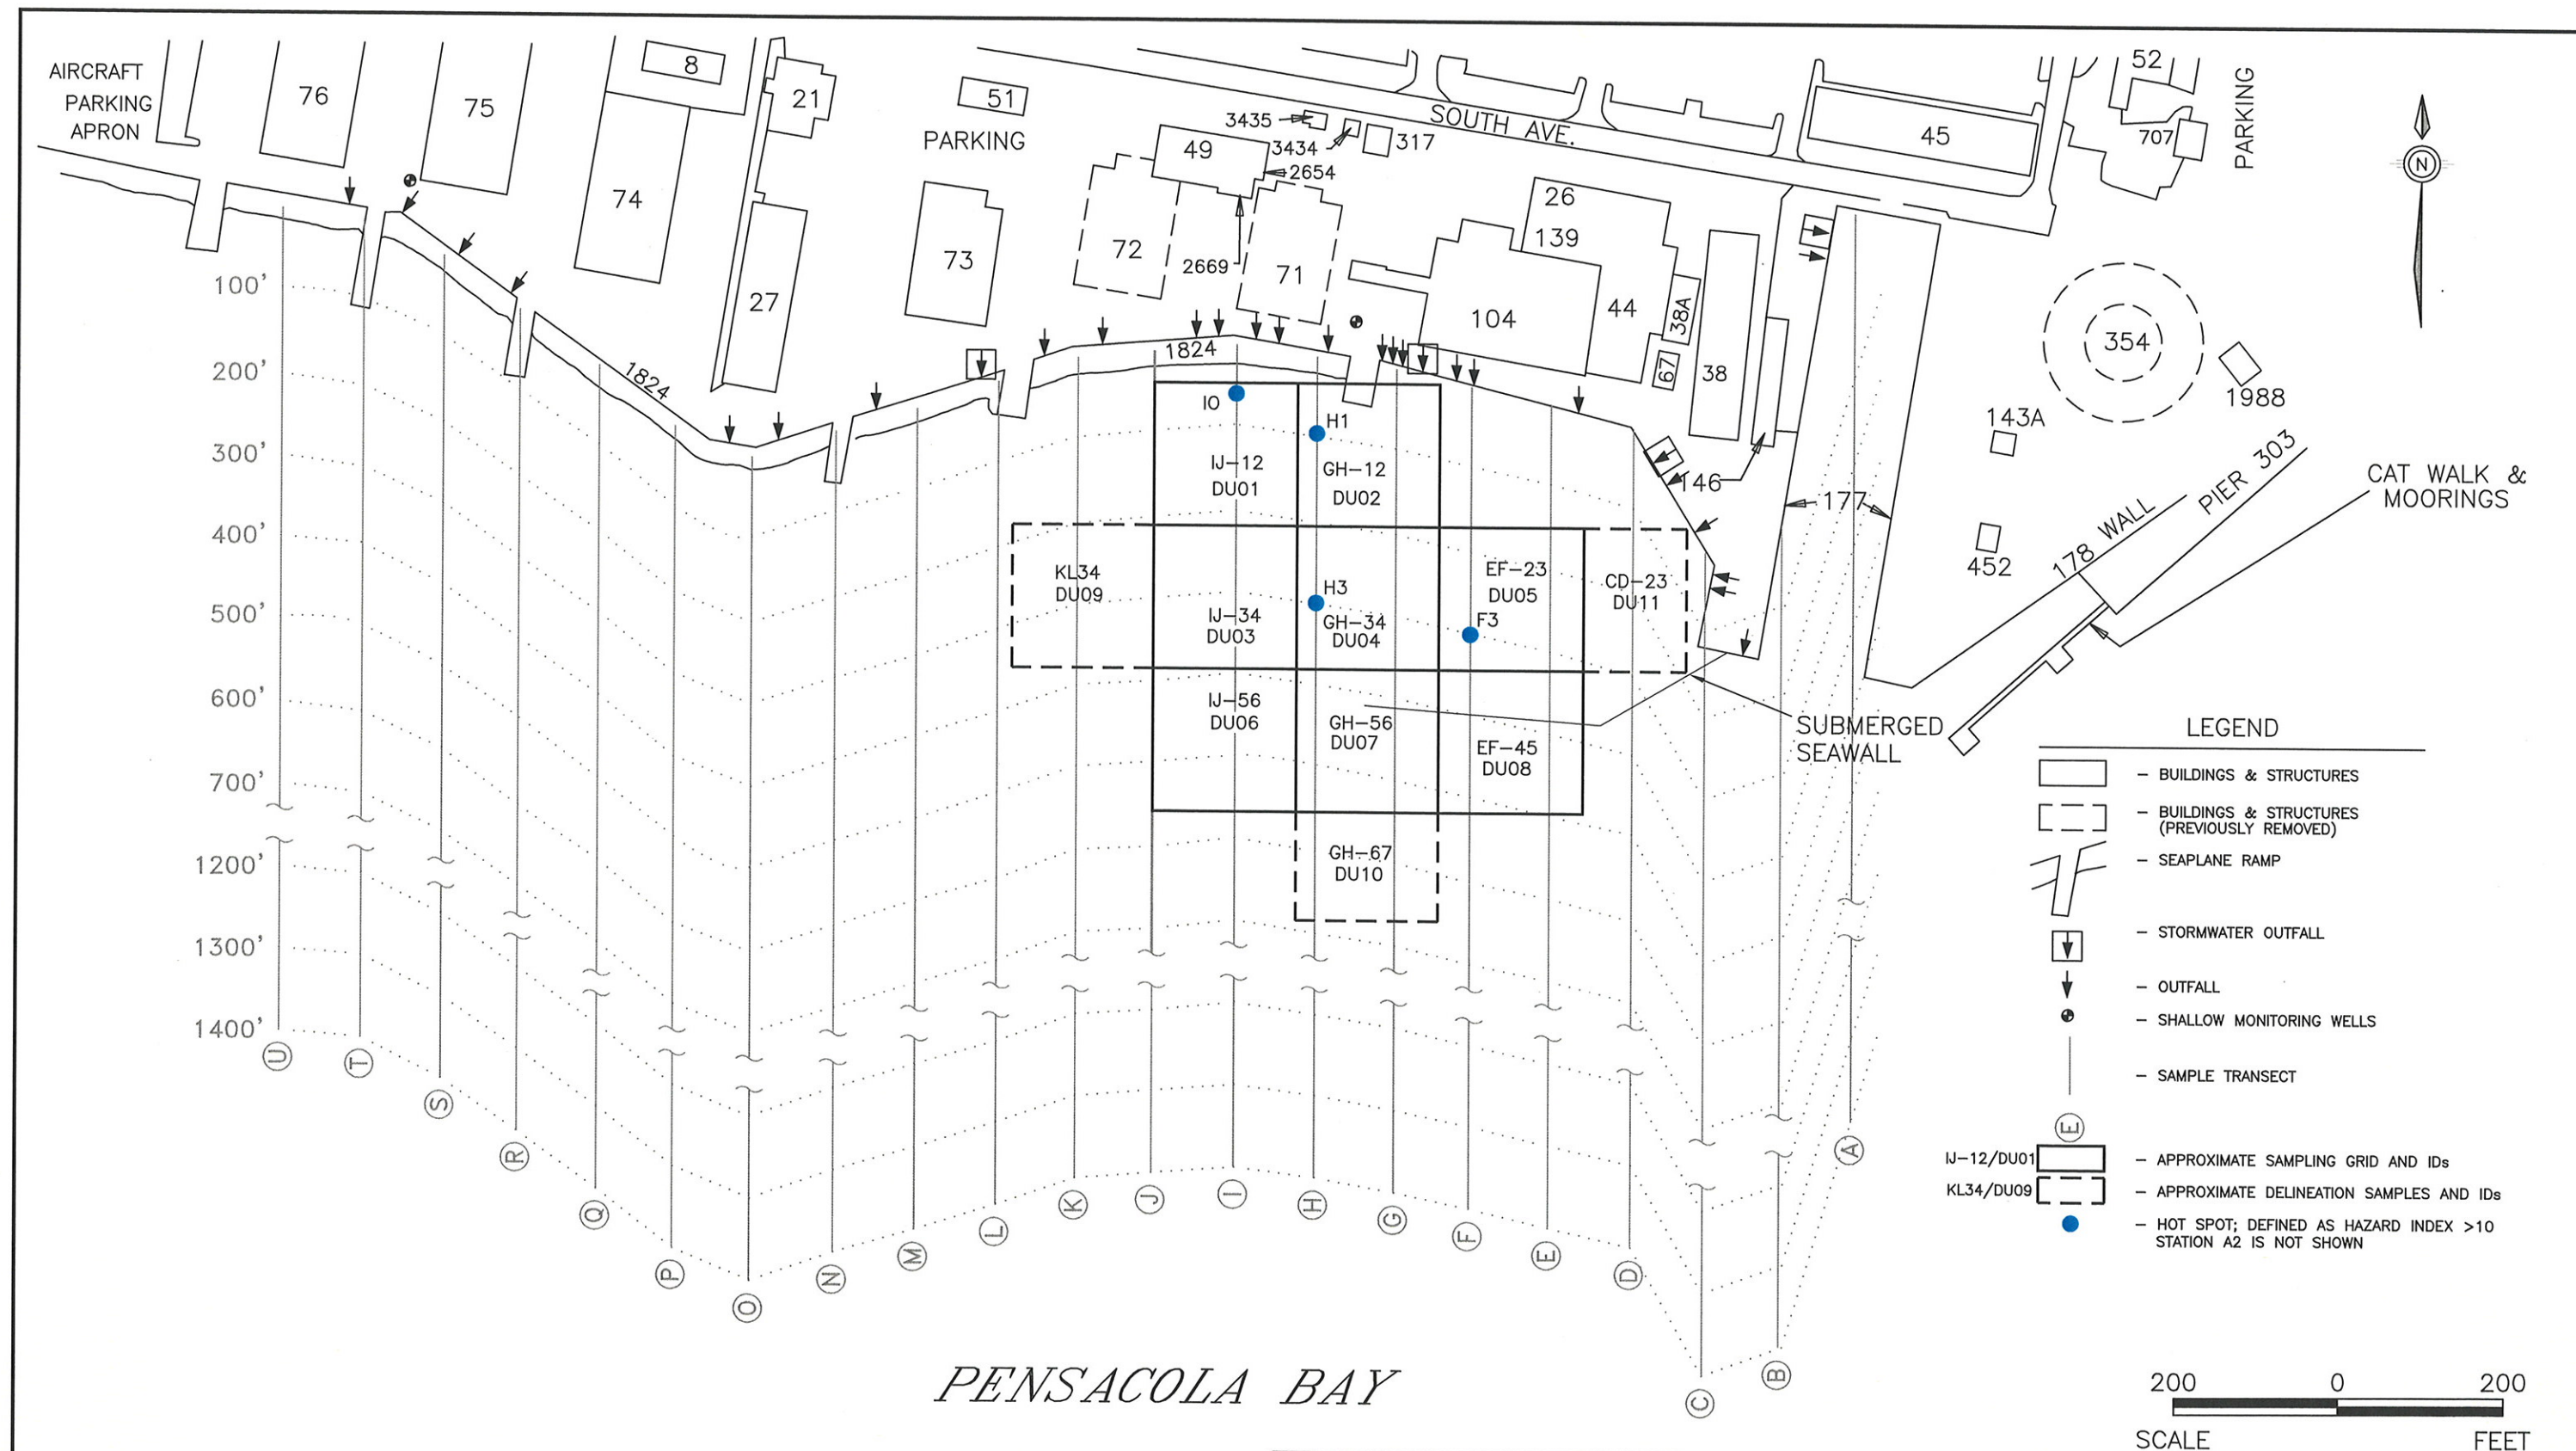 AIRCRAFT
PARKING
APRON
76
75
8
74
21
27
51
PARKING
73
49
72
71
3435
3434
317
2654
2669
SOUTH AVE.
26
139
104
44
38A
67
38
45
52
707
PARKING
N
354
1988
143A
452
146
177
178 WALL
PIER 303
CAT WALK &
MOORINGS
1824
1824
100'
200'
300'
400'
500'
600'
700'
1200'
1300'
1400'
IO
H1
IJ-12
DU01
GH-12
DU02
KL34
DU09
IJ-34
DU03
H3
GH-34
DU04
F3
EF-23
DU05
CD-23
DU11
IJ-56
DU06
GH-56
DU07
EF-45
DU08
GH-67
DU10
SUBMERGED
SEAWALL
U
T
S
R
Q
P
O
N
M
L
K
J
I
H
G
F
E
D
C
B
A
PENSACOLA BAY
LEGEND
- BUILDINGS & STRUCTURES
- BUILDINGS & STRUCTURES
(PREVIOUSLY REMOVED)
- SEAPLANE RAMP
- STORMWATER OUTFALL
- OUTFALL
- SHALLOW MONITORING WELLS
- SAMPLE TRANSECT
E
IJ-12/DU01 - APPROXIMATE SAMPLING GRID AND IDs
KL34/DU09 - APPROXIMATE DELINEATION SAMPLES AND IDs
- HOT SPOT; DEFINED AS HAZARD INDEX >10
STATION A2 IS NOT SHOWN
200 0 200
SCALE FEET